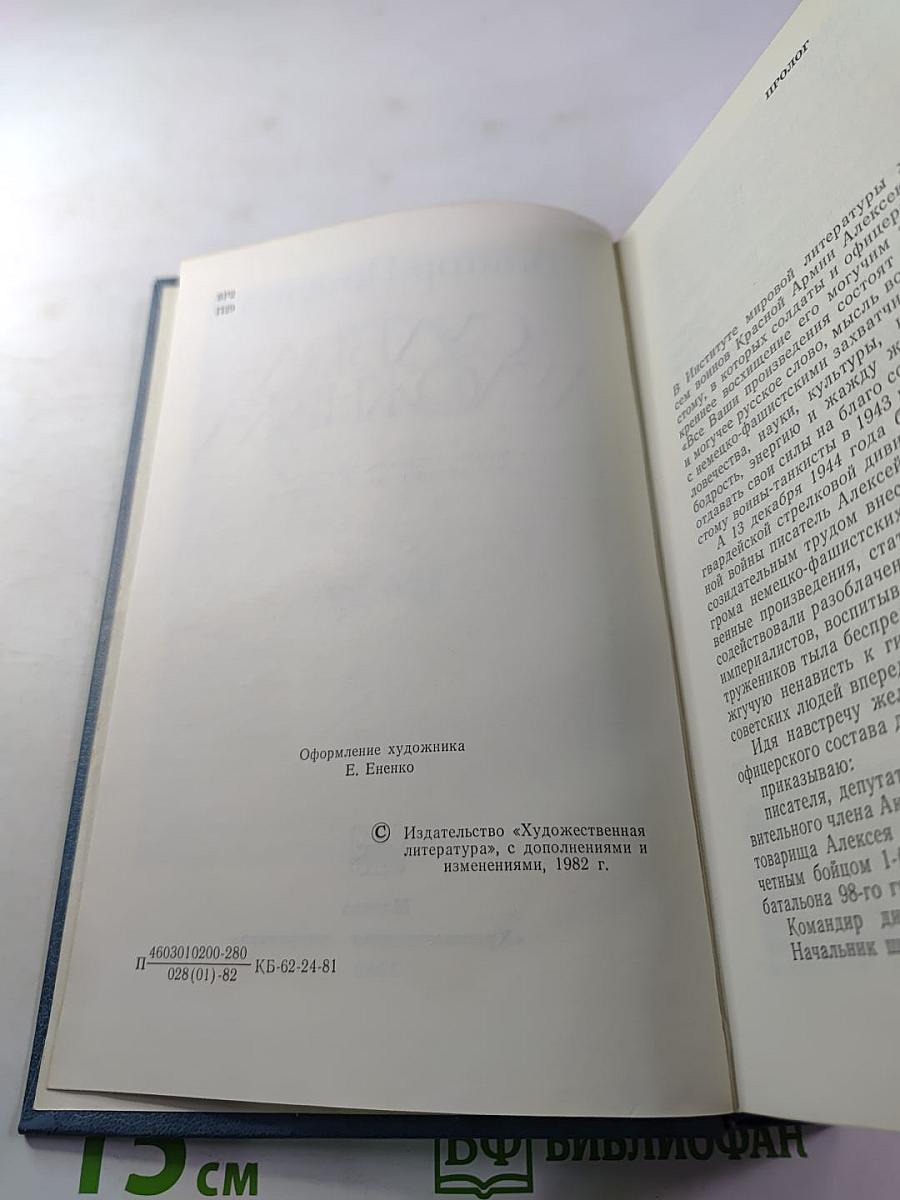 Оформление художника
Е. Ененко
© Издательство «Художественная
литература», с дополнениями и
изменениями, 1982 г.
П 4603010200-280
028(01)-82 КБ-62-24-81
пролог
В Институте мировой литературы
сем воинов Красной Армии Алексе
стому, в которых солдаты и офицер
креннее восхищение его могучим
«Все Ваши произведения состоят
и могучее русское слово, мысль во
с немецко-фашистскими захватчи
ловечества, науки, культуры,
бодрость, энергию и жажду ж
отдавать свои силы на благо со
стому воины-танкисты в 1943
А 13 декабря 1944 года
гвардейской стрелковой диви
ной войны писатель Алексей
созидательным трудом внес
грома немецко-фашистских
венные произведения, ста
содействовали разоблачен
империалистов, воспитыв
тружеников тыла беспре
жгучую ненависть к ги
советских людей вперед
Идя навстречу жел
офицерского состава д
приказываю:
писателя, депутат
вительного члена Ак
товарища Алексея
четным бойцом 1-
батальона 98-го г
Командир ди
Начальник ш
15 см
БФ БИБЛИОФАН